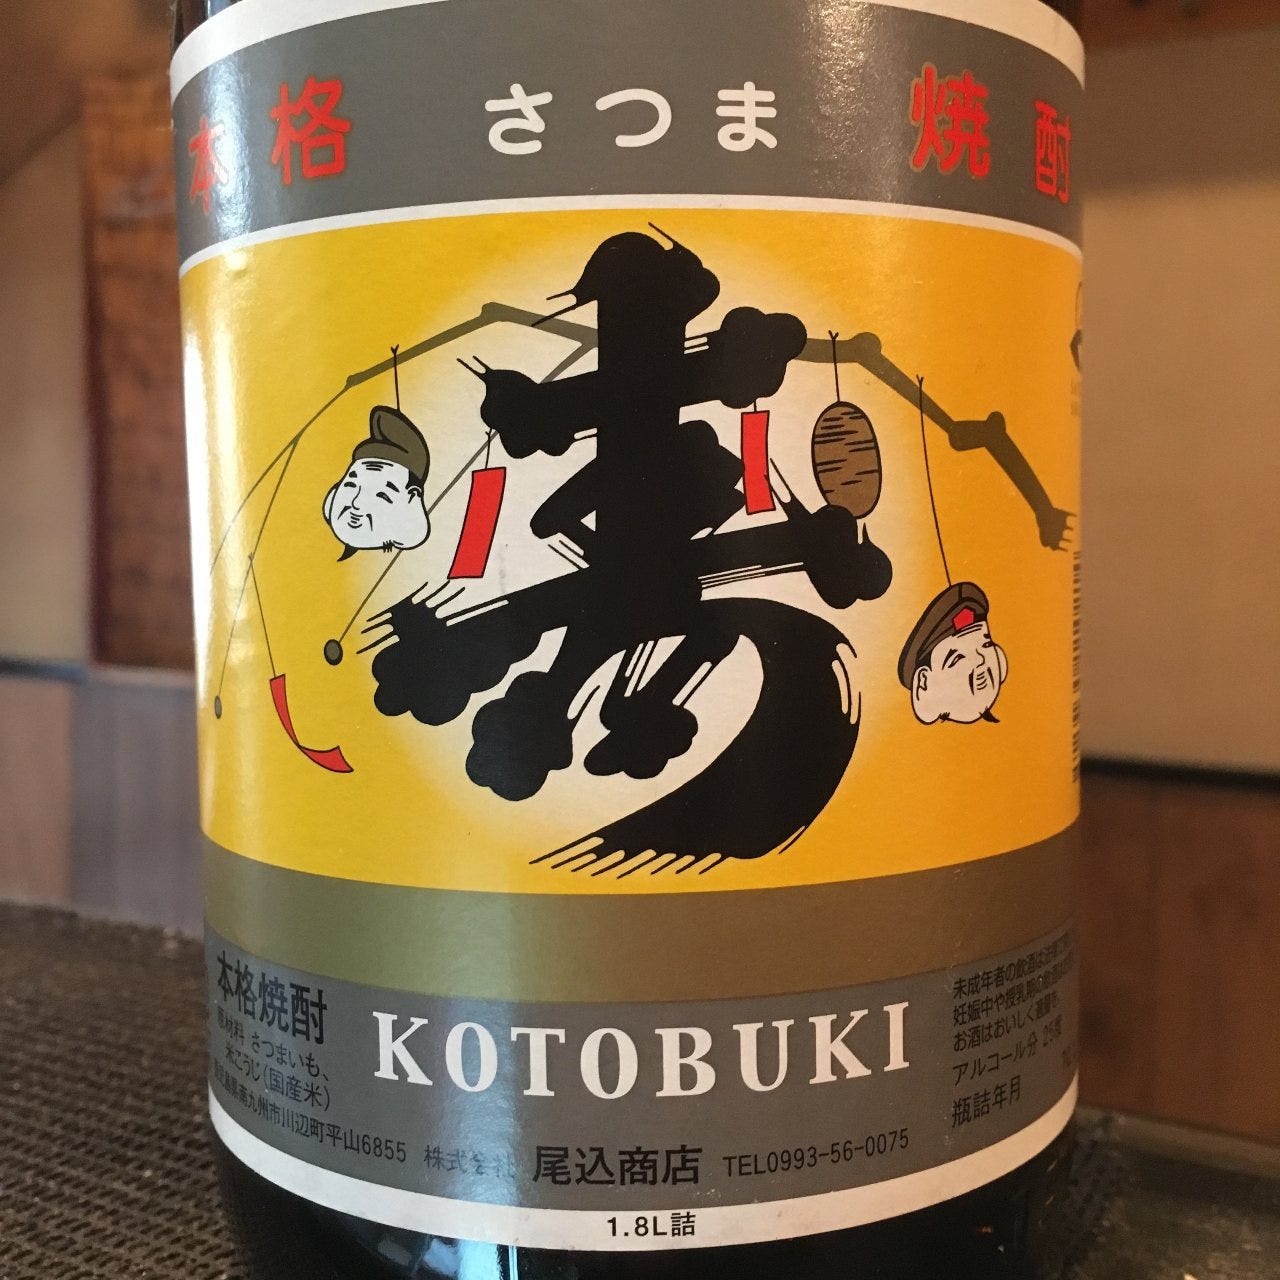 本格 さつま 焼酎
寿
本格焼酎
原材料 さつまいも、
米こうじ(国産米)
鹿児島県南九州市川辺町平山6855 株式会社 尾込商店 TEL0993-56-0075
KOTOBUKI
未成年者の飲酒は法律で
妊娠中や授乳期の飲酒は
お酒はおいしく適量を
アルコール分 25度
瓶詰年月
1.8L詰